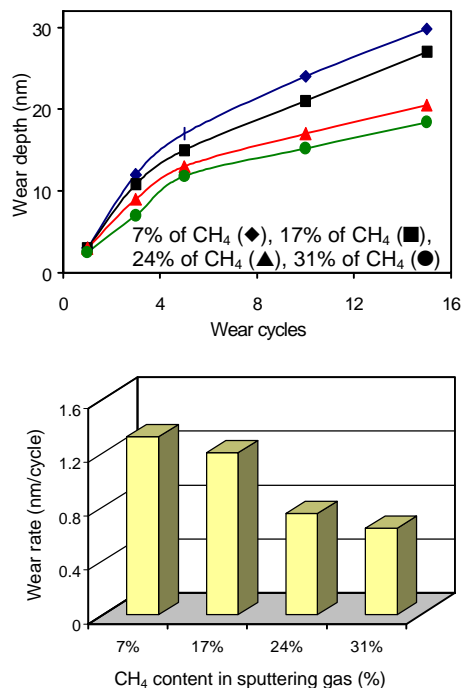 30
20
10
0
Wear depth (nm)
7% of CH₄ (◆), 17% of CH₄ (■),
24% of CH₄ (▲), 31% of CH₄ (●)
0 4 8 12 16
Wear cycles
1.6
1.2
0.8
0.4
0
Wear rate (nm/cycle)
7% 17% 24% 31%
CH₄ content in sputtering gas (%)